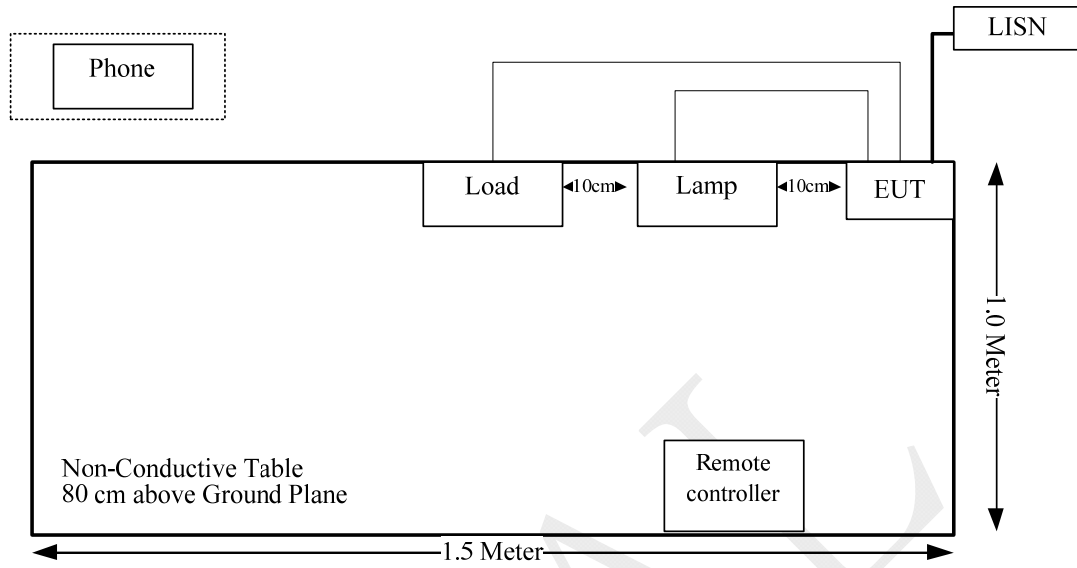 LISN
Phone
Load
10cm
Lamp
10cm
EUT
1.0 Meter
Non-Conductive Table
80 cm above Ground Plane
Remote
controller
1.5 Meter